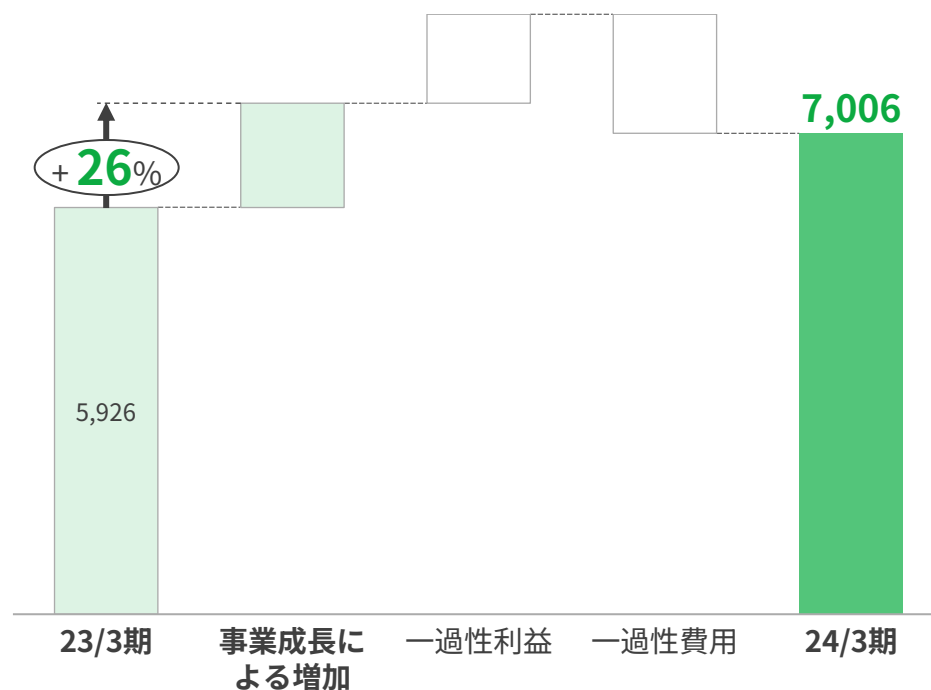 7,006
+ 26%
5,926
23/3期
事業成長に
よる増加
一過性利益
一過性費用
24/3期